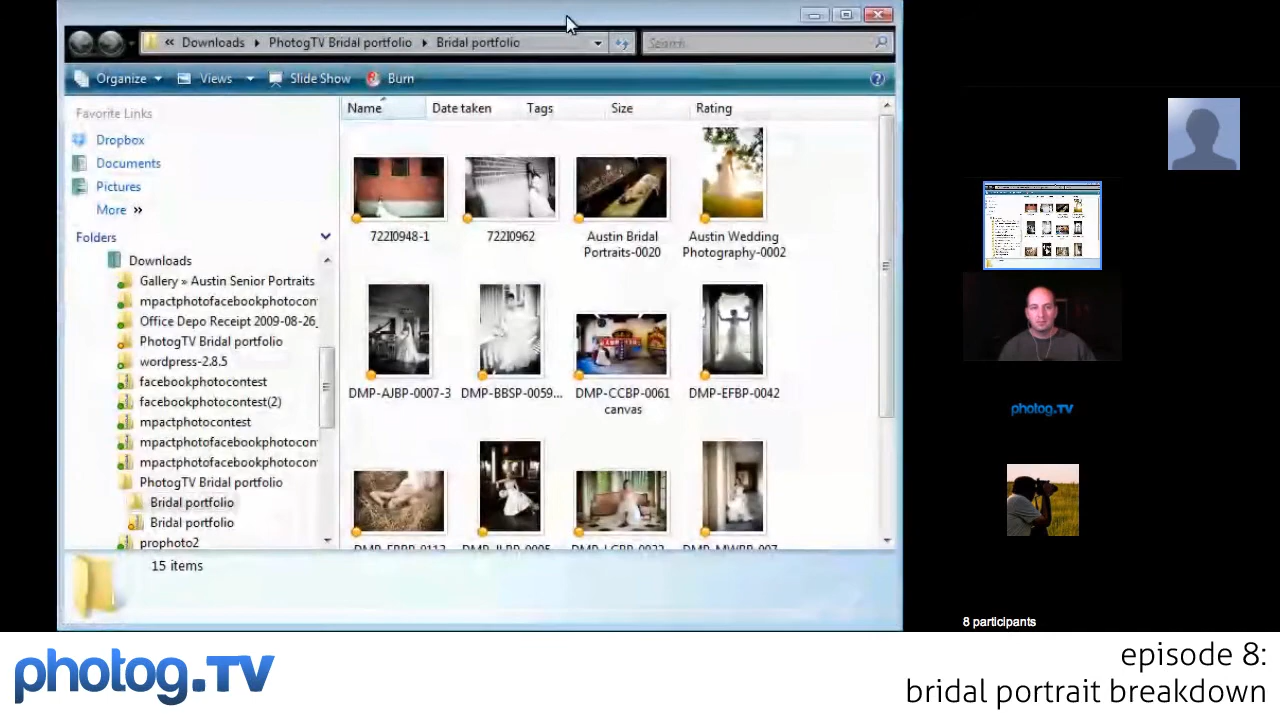 « Downloads ▸ PhotogTV Bridal portfolio ▸ Bridal portfolio
Search
Organize Views Slide Show Burn
Favorite Links
Dropbox
Documents
Pictures
More »
Folders
Downloads
Gallery » Austin Senior Portraits
mpactphotofacebookphotocon
Office Depo Receipt 2009-08-26_
PhotogTV Bridal portfolio
wordpress-2.8.5
facebookphotocontest
facebookphotocontest(2)
mpactphotocontest
mpactphotofacebookphotocon
mpactphotofacebookphotocon
PhotogTV Bridal portfolio
Bridal portfolio
Bridal portfolio
prophoto2
Name Date taken Tags Size Rating
722I0948-1 722I0962 Austin Bridal Austin Wedding
Portraits-0020 Photography-0002
DMP-AJBP-0007-3 DMP-BBSP-0059... DMP-CCBP-0061 DMP-EFBP-0042
canvas
15 items
photog.TV
8 participants
photog.TV
episode 8:
bridal portrait breakdown